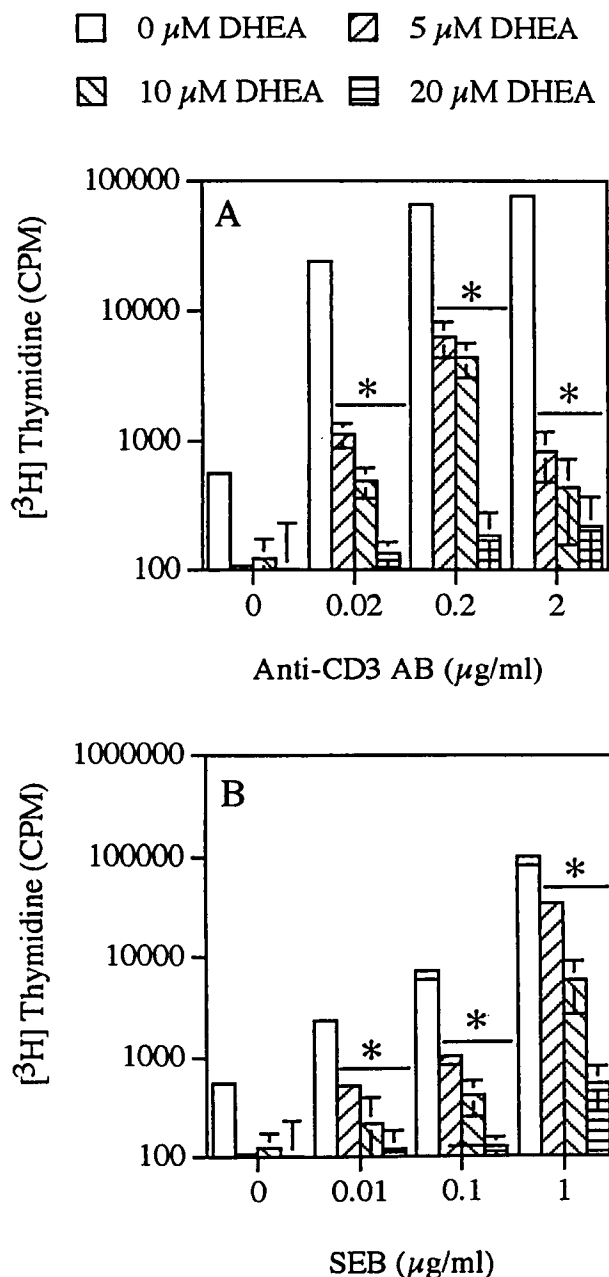 0 µM DHEA 5 µM DHEA
10 µM DHEA 20 µM DHEA
A
[3H] Thymidine (CPM)
100000
10000
1000
100
*
*
*
0 0.02 0.2 2
Anti-CD3 AB (µg/ml)
B
[3H] Thymidine (CPM)
1000000
100000
10000
1000
100
*
*
*
0 0.01 0.1 1
SEB (µg/ml)